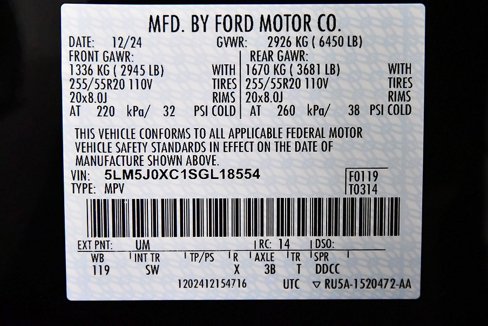 MFD. BY FORD MOTOR CO.
DATE: 12/24 GVWR: 2926 KG ( 6450 LB)
FRONT GAWR: REAR GAWR:
1336 KG ( 2945 LB) WITH 1670 KG ( 3681 LB) WITH
255/55R20 110V TIRES 255/55R20 110V TIRES
20x8.0J RIMS 20x8.0J RIMS
AT 220 kPa/ 32 PSI COLD AT 260 kPa/ 38 PSI COLD
THIS VEHICLE CONFORMS TO ALL APPLICABLE FEDERAL MOTOR
VEHICLE SAFETY STANDARDS IN EFFECT ON THE DATE OF
MANUFACTURE SHOWN ABOVE.
VIN: 5LM5J0XC1SGL18554 F0119
TYPE: MPV T0314
EXT PNT: UM RC: 14 DSO:
WB INT TR TP/PS R AXLE TR SPR
119 SW X 3B T DDCC
1202412154716 UTC ▽ RU5A-1520472-AA